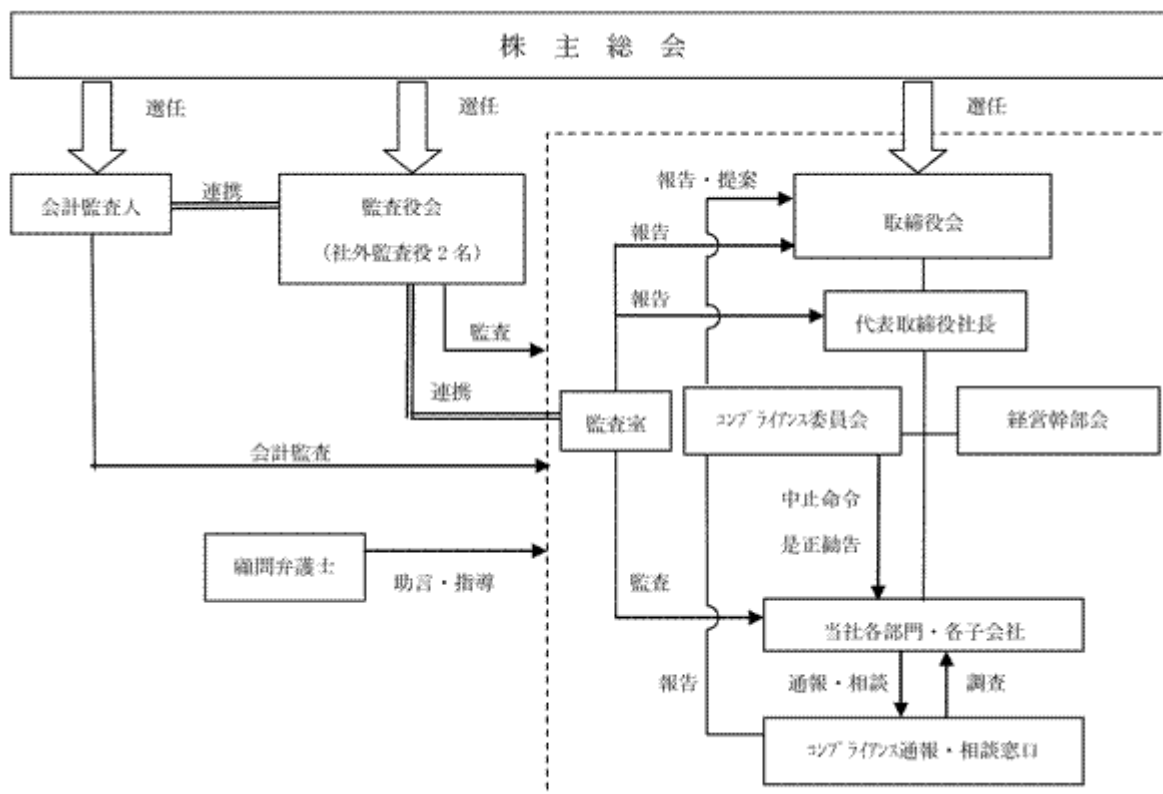 株主総会
選任
選任
選任
会計監査人
連携
監査役会
(社外監査役2名)
報告・提案
取締役会
報告
報告
代表取締役社長
監査
連携
監査室
コンプライアンス委員会
経営幹部会
会計監査
中止命令
是正勧告
顧問弁護士
助言・指導
監査
当社各部門・各子会社
報告
通報・相談
調査
コンプライアンス通報・相談窓口